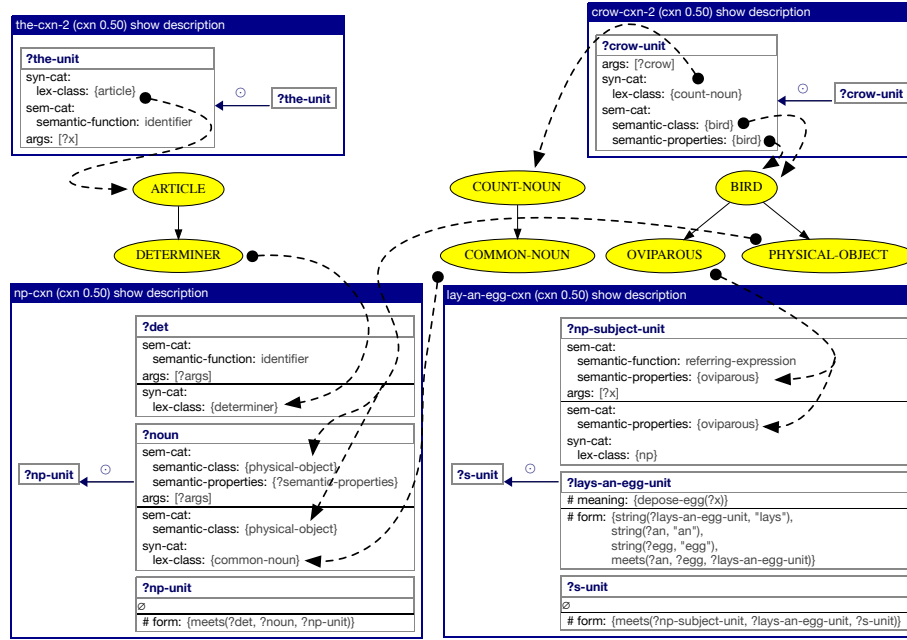 the-cxn-2 (cxn 0.50) show description
?the-unit
syn-cat:
lex-class: {article}
sem-cat:
semantic-function: identifier
args: [?x]
⊙
?the-unit
crow-cxn-2 (cxn 0.50) show description
?crow-unit
args: [?crow]
syn-cat:
lex-class: {count-noun}
sem-cat:
semantic-class: {bird}
semantic-properties: {bird}
⊙
?crow-unit
ARTICLE
COUNT-NOUN
BIRD
DETERMINER
COMMON-NOUN
OVIPAROUS
PHYSICAL-OBJECT
np-cxn (cxn 0.50) show description
?det
sem-cat:
semantic-function: identifier
args: [?args]
syn-cat:
lex-class: {determiner}
?noun
sem-cat:
semantic-class: {physical-object}
semantic-properties: {?semantic-properties}
args: [?args]
sem-cat:
semantic-class: {physical-object}
syn-cat:
lex-class: {common-noun}
?np-unit
⊙
?np-unit
∅
# form: {meets(?det, ?noun, ?np-unit)}
lay-an-egg-cxn (cxn 0.50) show description
?np-subject-unit
sem-cat:
semantic-function: referring-expression
semantic-properties: {oviparous}
args: [?x]
sem-cat:
semantic-properties: {oviparous}
syn-cat:
lex-class: {np}
?s-unit
⊙
?lays-an-egg-unit
# meaning: {depose-egg(?x)}
# form: {string(?lays-an-egg-unit, "lays"),
string(?an, "an"),
string(?egg, "egg"),
meets(?an, ?egg, ?lays-an-egg-unit)}
?s-unit
∅
# form: {meets(?np-subject-unit, ?lays-an-egg-unit, ?s-unit)}